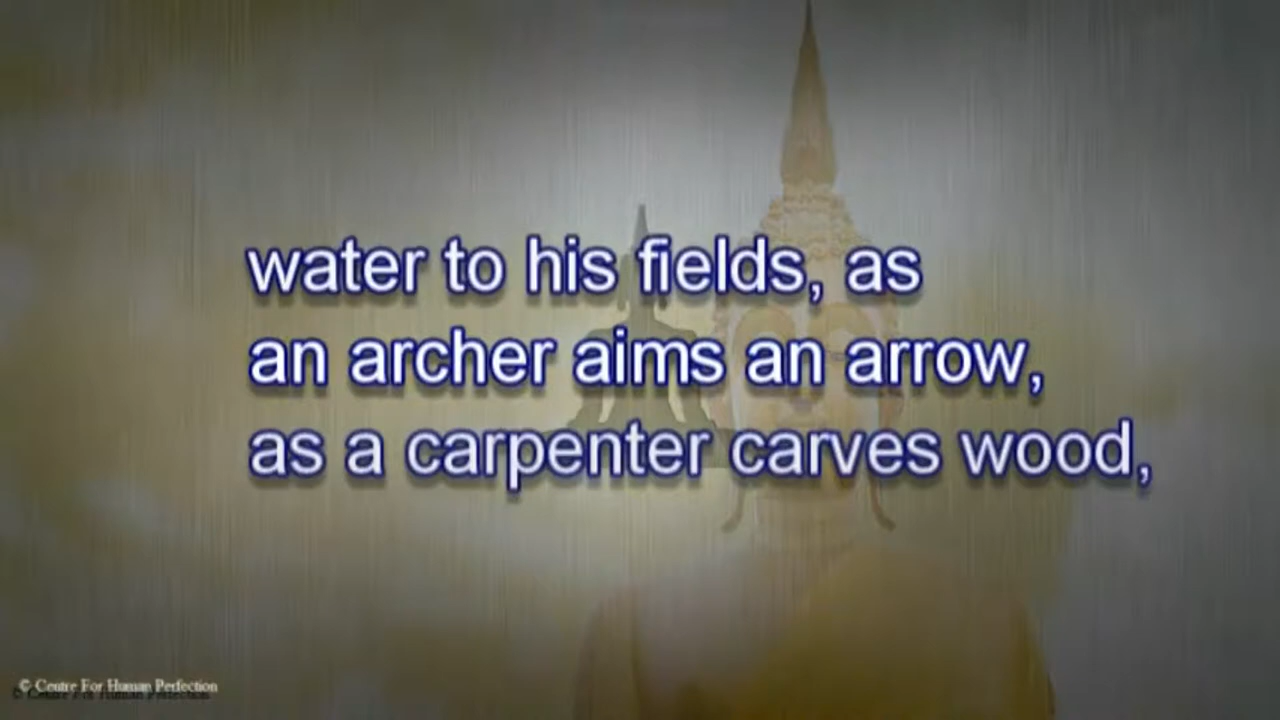 water to his fields, as
an archer aims an arrow,
as a carpenter carves wood,
© Centre For Human Perfection